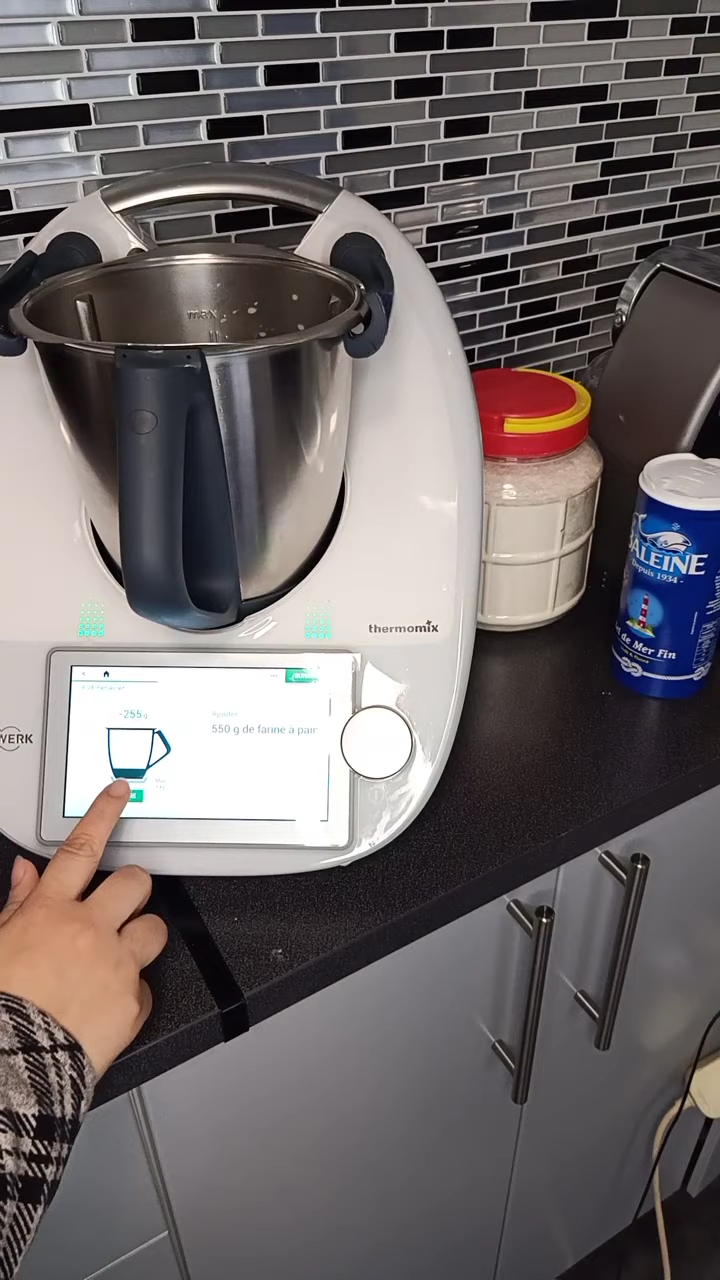 max
thermomix
WERK
-255 g
Ajouter
550 g de farine à pain
BALEINE
Depuis 1934 -
de Mer Fin